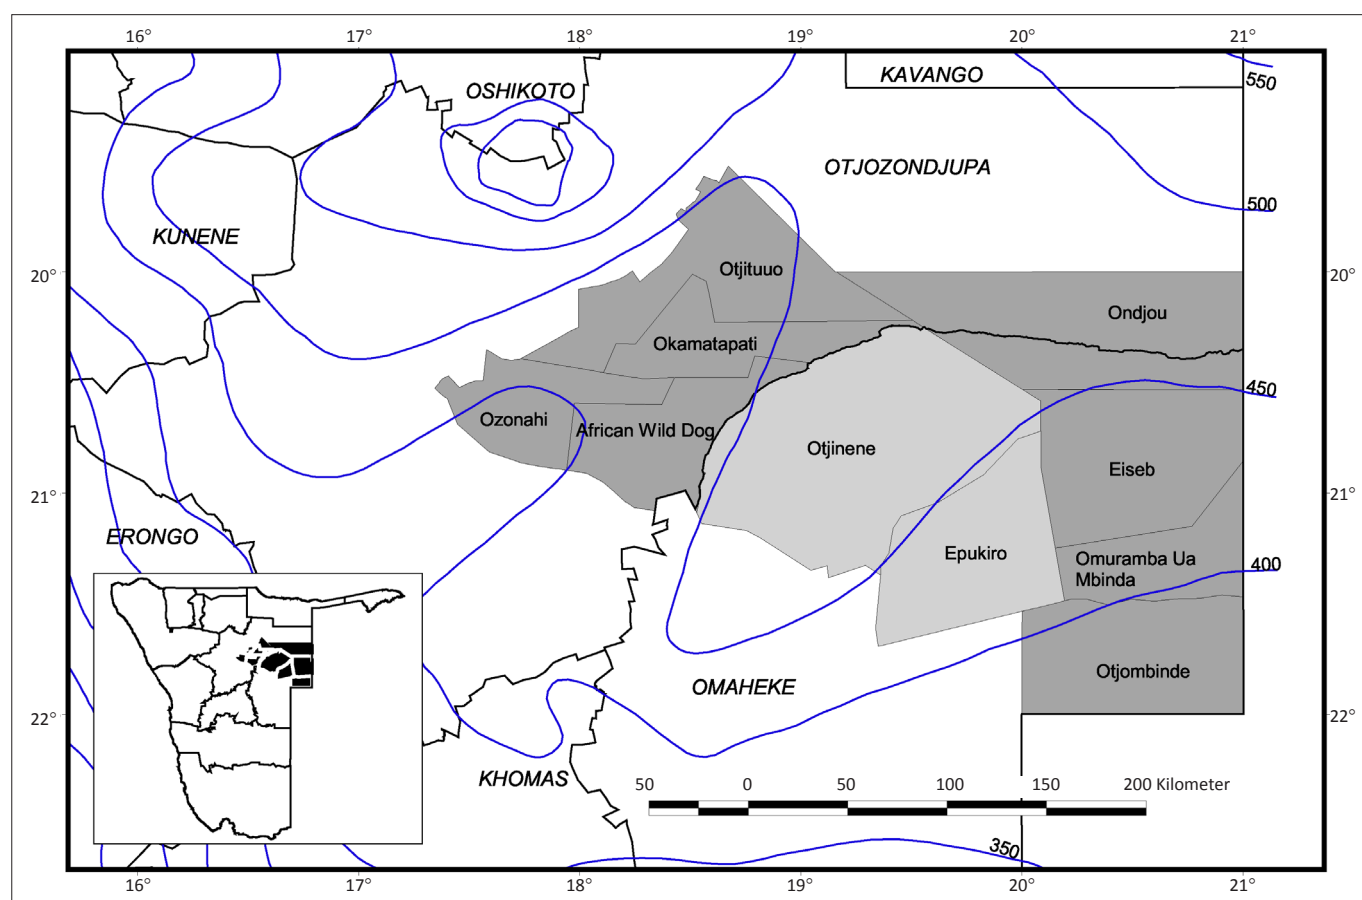 16° 17° 18° 19° 20° 21°
KAVANGO
550
OSHIKOTO
OTJOZONDJUPA
500
KUNENE
20° Otjituuo 20°
Ondjou
Okamatapati
450
Ozonahi
African Wild Dog
Otjinene
Eiseb
21° 21°
ERONGO
Epukiro
Omuramba Ua
Mbinda
400
Otjombinde
OMAHEKE
22° 22°
KHOMAS
50 0 50 100 150 200 Kilometer
350
16° 17° 18° 19° 20° 21°